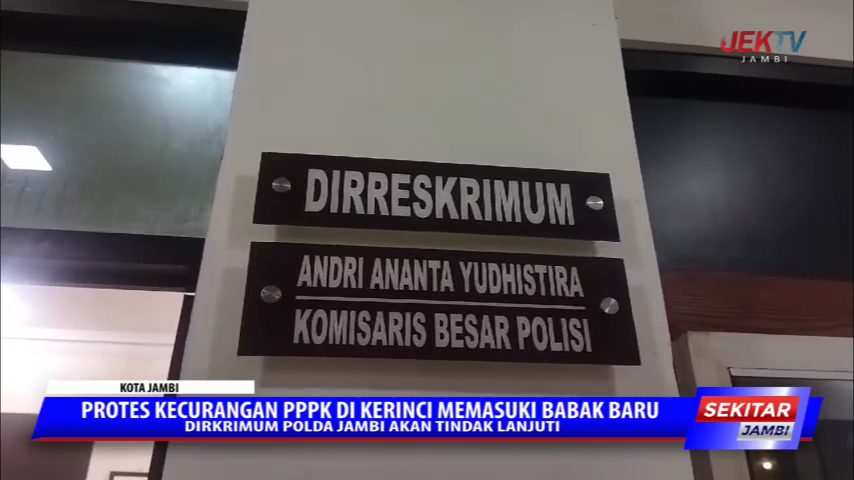 JEKTV
JAMBI
DIRRESKRIMUM
ANDRI ANANTA YUDHISTIRA
KOMISARIS BESAR POLISI
KOTA JAMBI
PROTES KECURANGAN PPPK DI KERINCI MEMASUKI BABAK BARU
DIRKRIMUM POLDA JAMBI AKAN TINDAK LANJUTI
SEKITAR
JAMBI